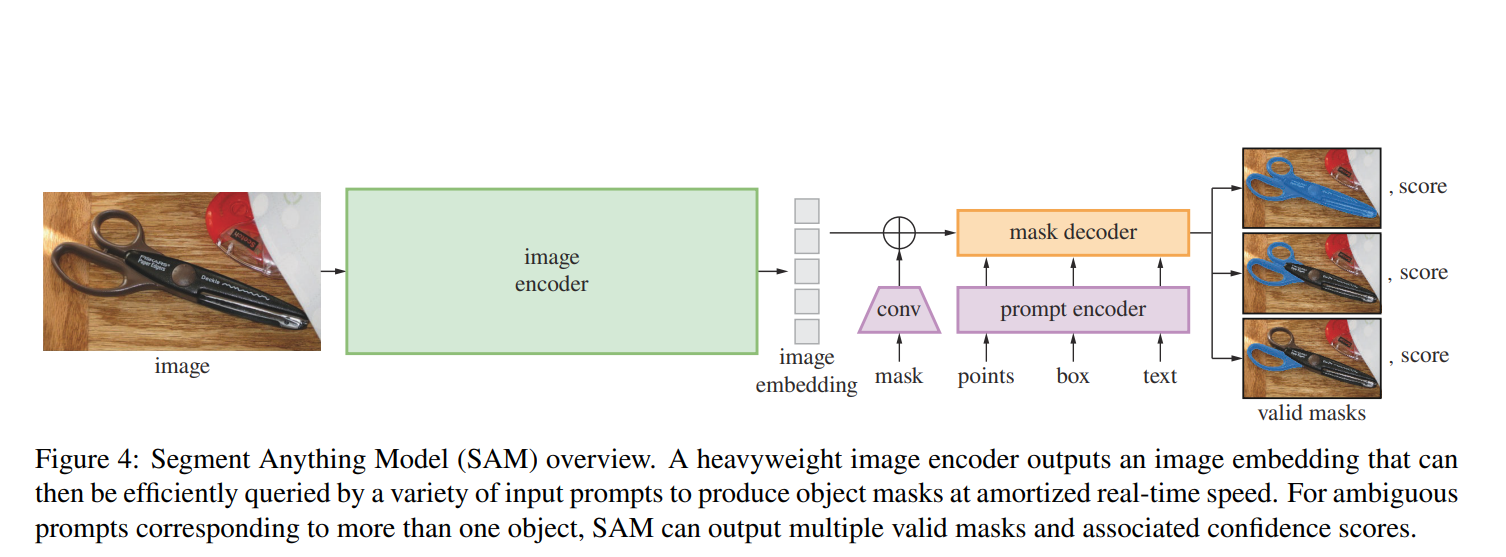 image
encoder
image
image
embedding
conv
mask
mask decoder
prompt encoder
points
box
text
, score
, score
, score
valid masks
Figure 4: Segment Anything Model (SAM) overview. A heavyweight image encoder outputs an image embedding that can
then be efficiently queried by a variety of input prompts to produce object masks at amortized real-time speed. For ambiguous
prompts corresponding to more than one object, SAM can output multiple valid masks and associated confidence scores.